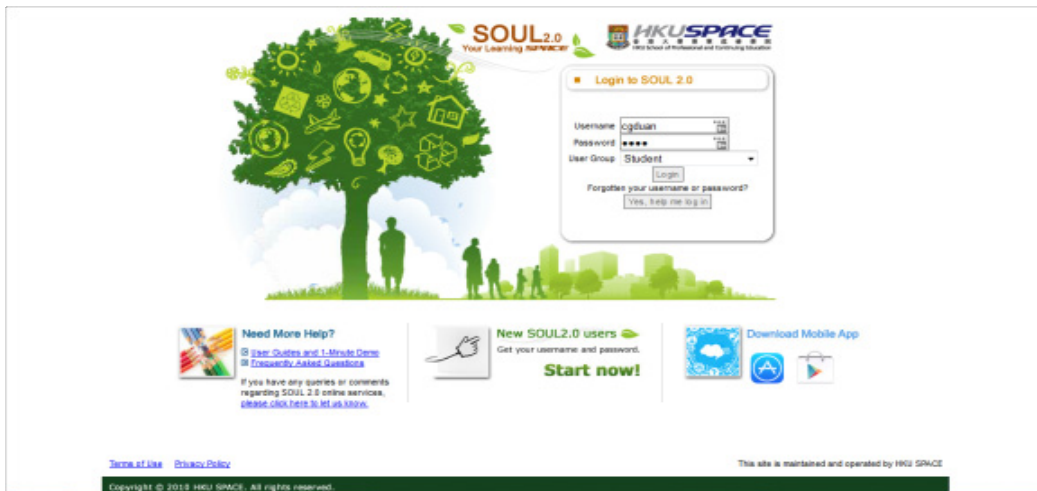 SOUL2.0
Your Learning SPACE
HKUSPACE
HKU School of Professional and Continuing Education
Login to SOUL 2.0
Username cgduan
Password ●●●●
User Group Student
Login
Forgotten your username or password?
Yes, help me log in
Need More Help?
User Guides and 1-Minute Demo
Frequently Asked Questions
If you have any queries or comments
regarding SOUL 2.0 online services,
please click here to let us know.
New SOUL2.0 users
Get your username and password.
Start now!
Download Mobile App
Terms of Use Privacy Policy
This site is maintained and operated by HKU SPACE
Copyright © 2010 HKU SPACE. All rights reserved.